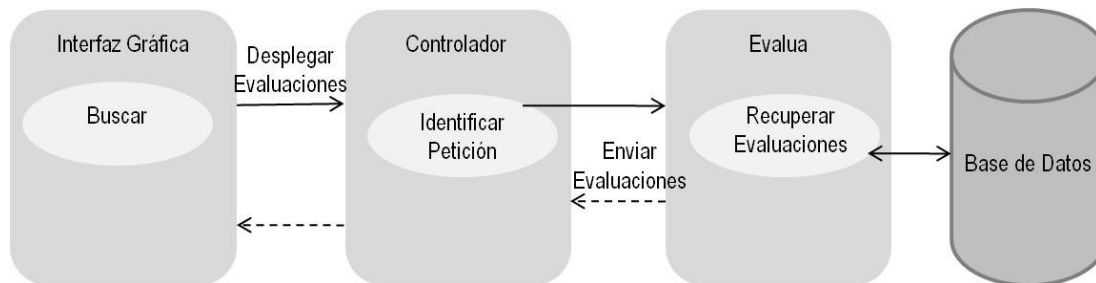 Interfaz Gráfica
Buscar
Desplegar
Evaluaciones
Controlador
Identificar
Petición
Enviar
Evaluaciones
Evalua
Recuperar
Evaluaciones
Base de Datos